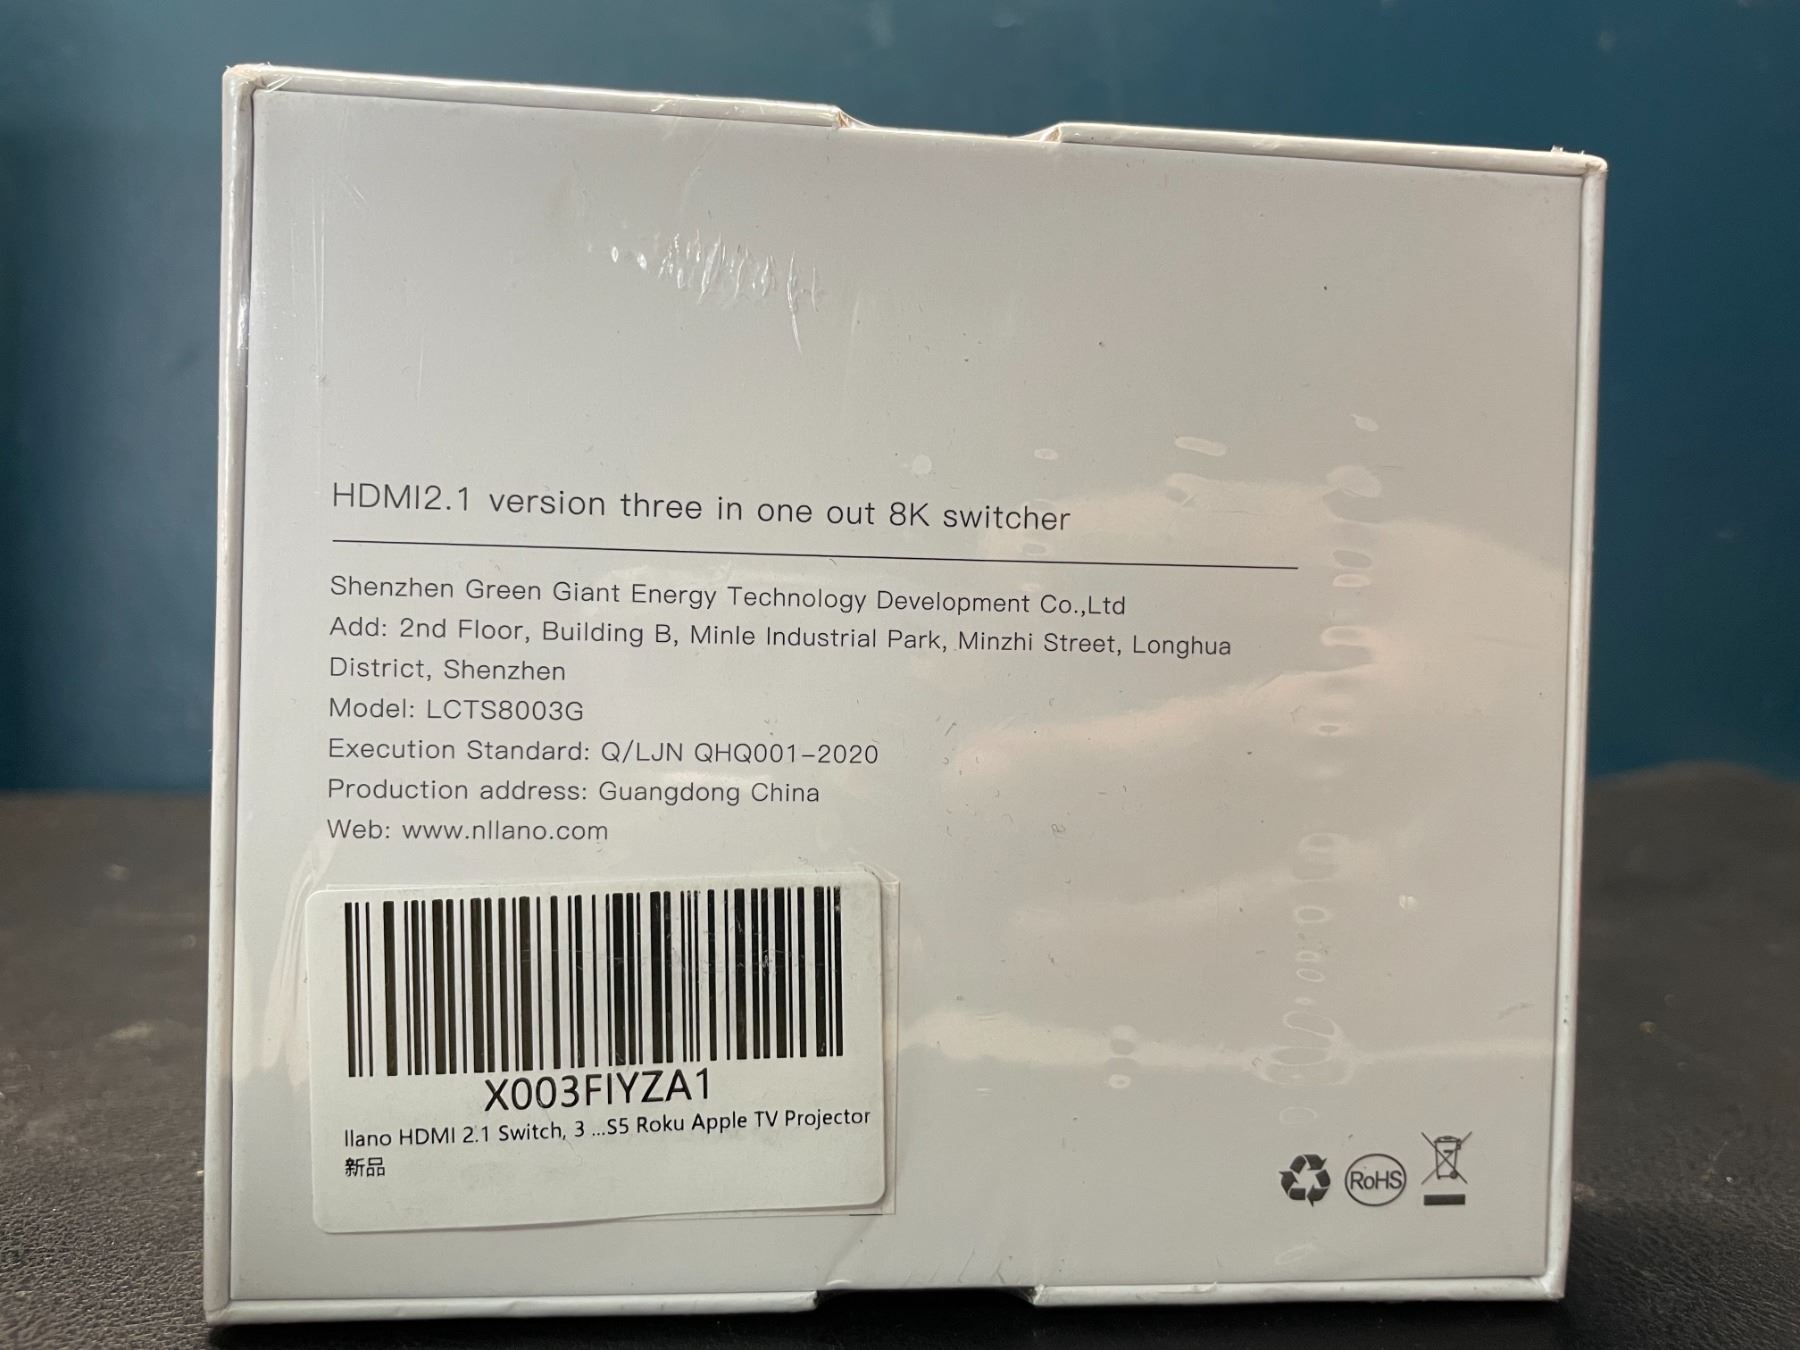 HDMI2.1 version three in one out 8K switcher
Shenzhen Green Giant Energy Technology Development Co.,Ltd
Add: 2nd Floor, Building B, Minle Industrial Park, Minzhi Street, Longhua
District, Shenzhen
Model: LCTS8003G
Execution Standard: Q/LJN QHQ001-2020
Production address: Guangdong China
Web: www.nllano.com
X003FIYZA1
llano HDMI 2.1 Switch, 3 ...S5 Roku Apple TV Projector
新品
RoHS